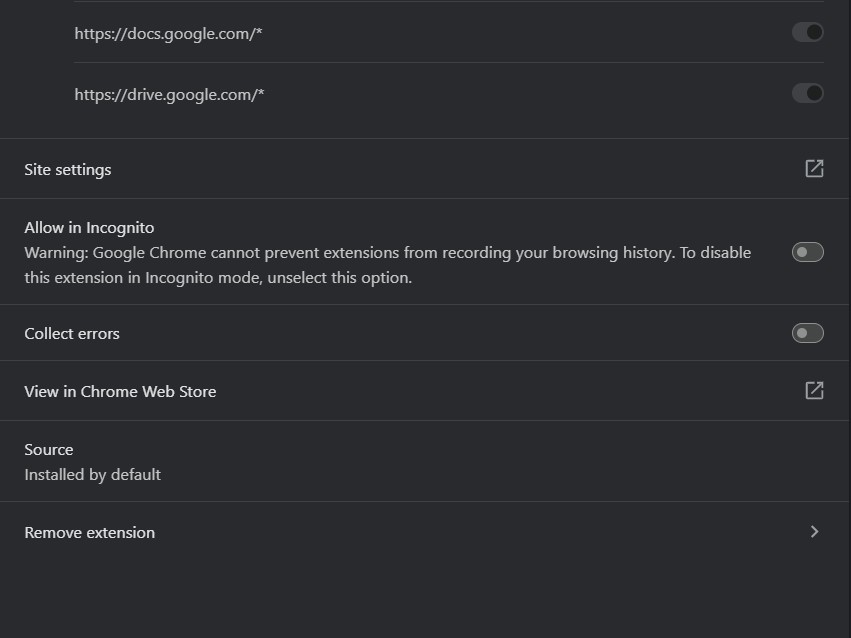 https://docs.google.com/*
https://drive.google.com/*
Site settings
Allow in Incognito
Warning: Google Chrome cannot prevent extensions from recording your browsing history. To disable
this extension in Incognito mode, unselect this option.
Collect errors
View in Chrome Web Store
Source
Installed by default
Remove extension